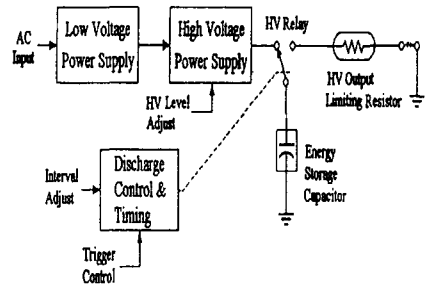 AC
Input
Low Voltage
Power Supply
High Voltage
Power Supply
HV Relay
HV Output
Limiting Resistor
HV Level
Adjust
Energy
Storage
Capacitor
Interval
Adjust
Discharge
Control &
Timing
Trigger
Control